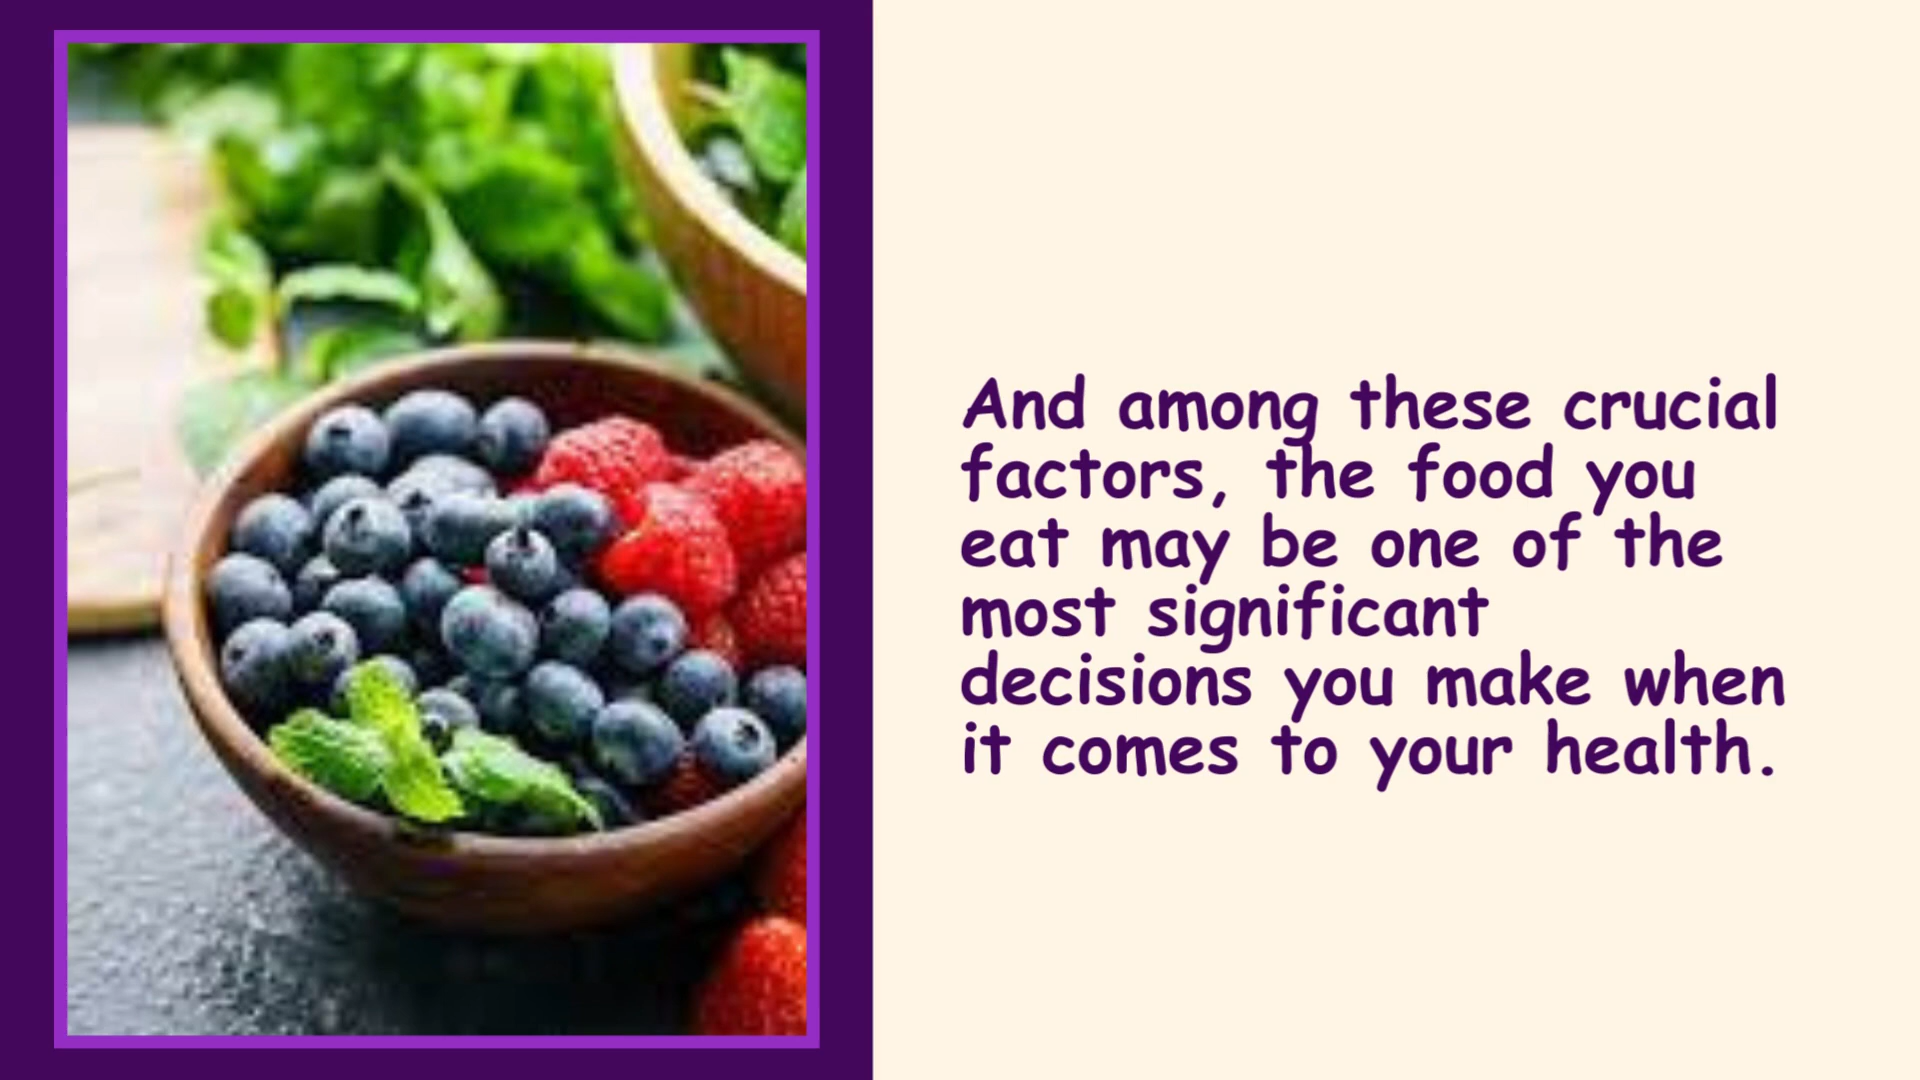 And among these crucial
factors, the food you
eat may be one of the
most significant
decisions you make when
it comes to your health.